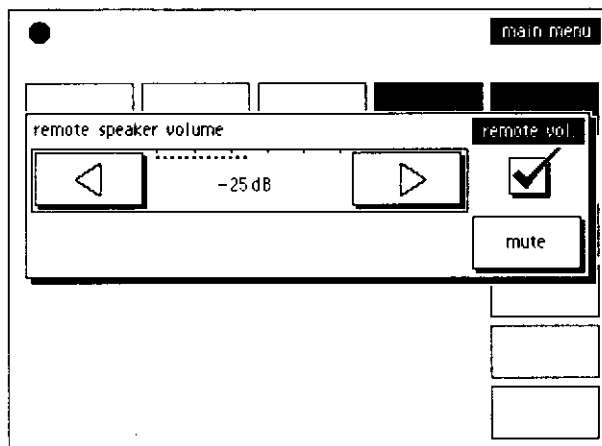 main menu
remote speaker volume
remote vol.
-25 dB
mute